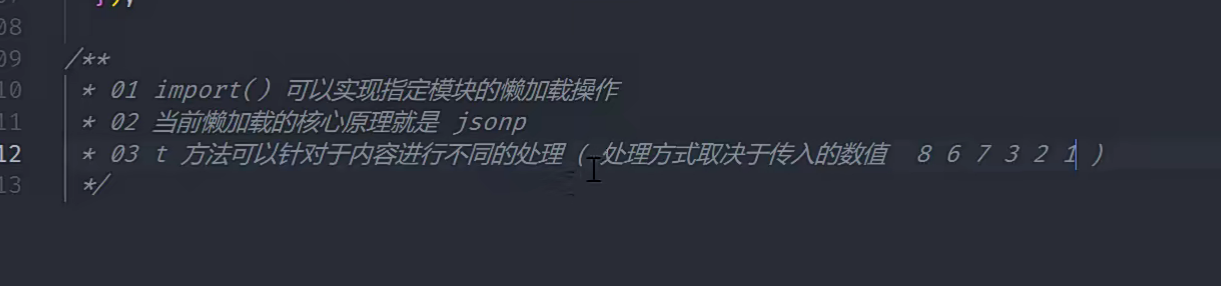 08
09 /**
10 * 01 import() 可以实现指定模块的懒加载操作
11 * 02 当前懒加载的核心原理就是 jsonp
12 * 03 t 方法可以针对于内容进行不同的处理 ( 处理方式取决于传入的数值  8 6 7 3 2 1 )
13 */